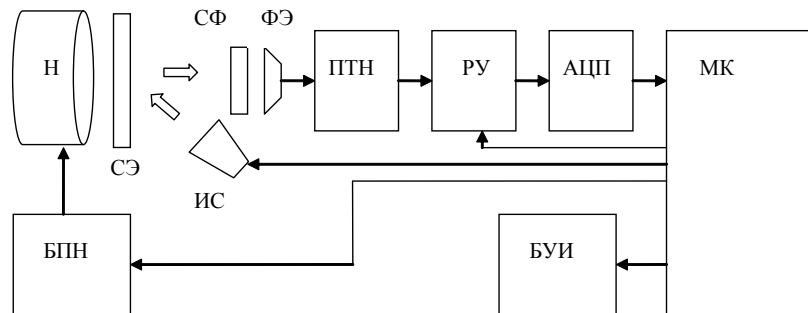 СФ ФЭ
Н ПТН РУ АЦП МК
СЭ
ИС
БПН БУИ